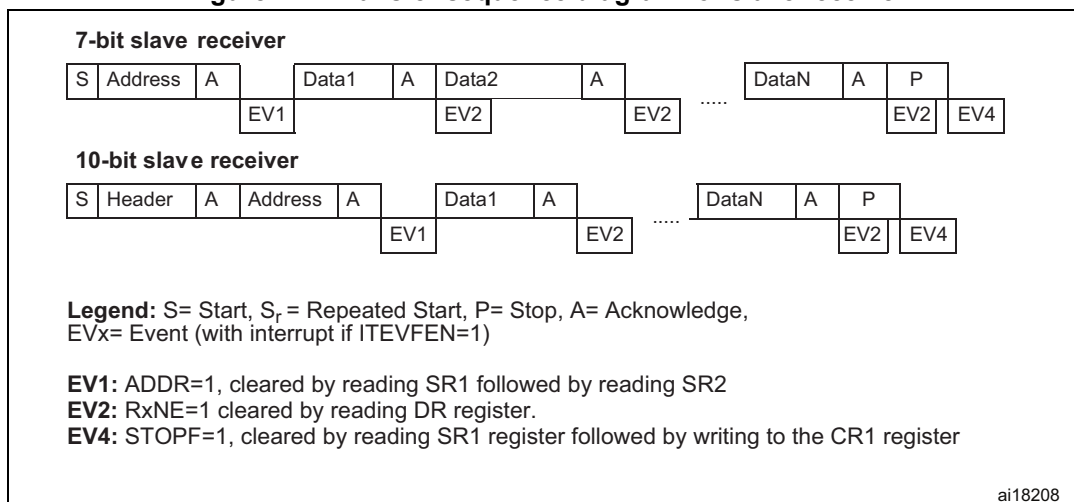 7-bit slave receiver
S Address A Data1 A Data2 A ..... DataN A P
EV1 EV2 EV2 EV2 EV4
10-bit slave receiver
S Header A Address A Data1 A ..... DataN A P
EV1 EV2 EV2 EV4
Legend: S= Start, Sr = Repeated Start, P= Stop, A= Acknowledge,
EVx= Event (with interrupt if ITEVFEN=1)
EV1: ADDR=1, cleared by reading SR1 followed by reading SR2
EV2: RxNE=1 cleared by reading DR register.
EV4: STOPF=1, cleared by reading SR1 register followed by writing to the CR1 register
ai18208